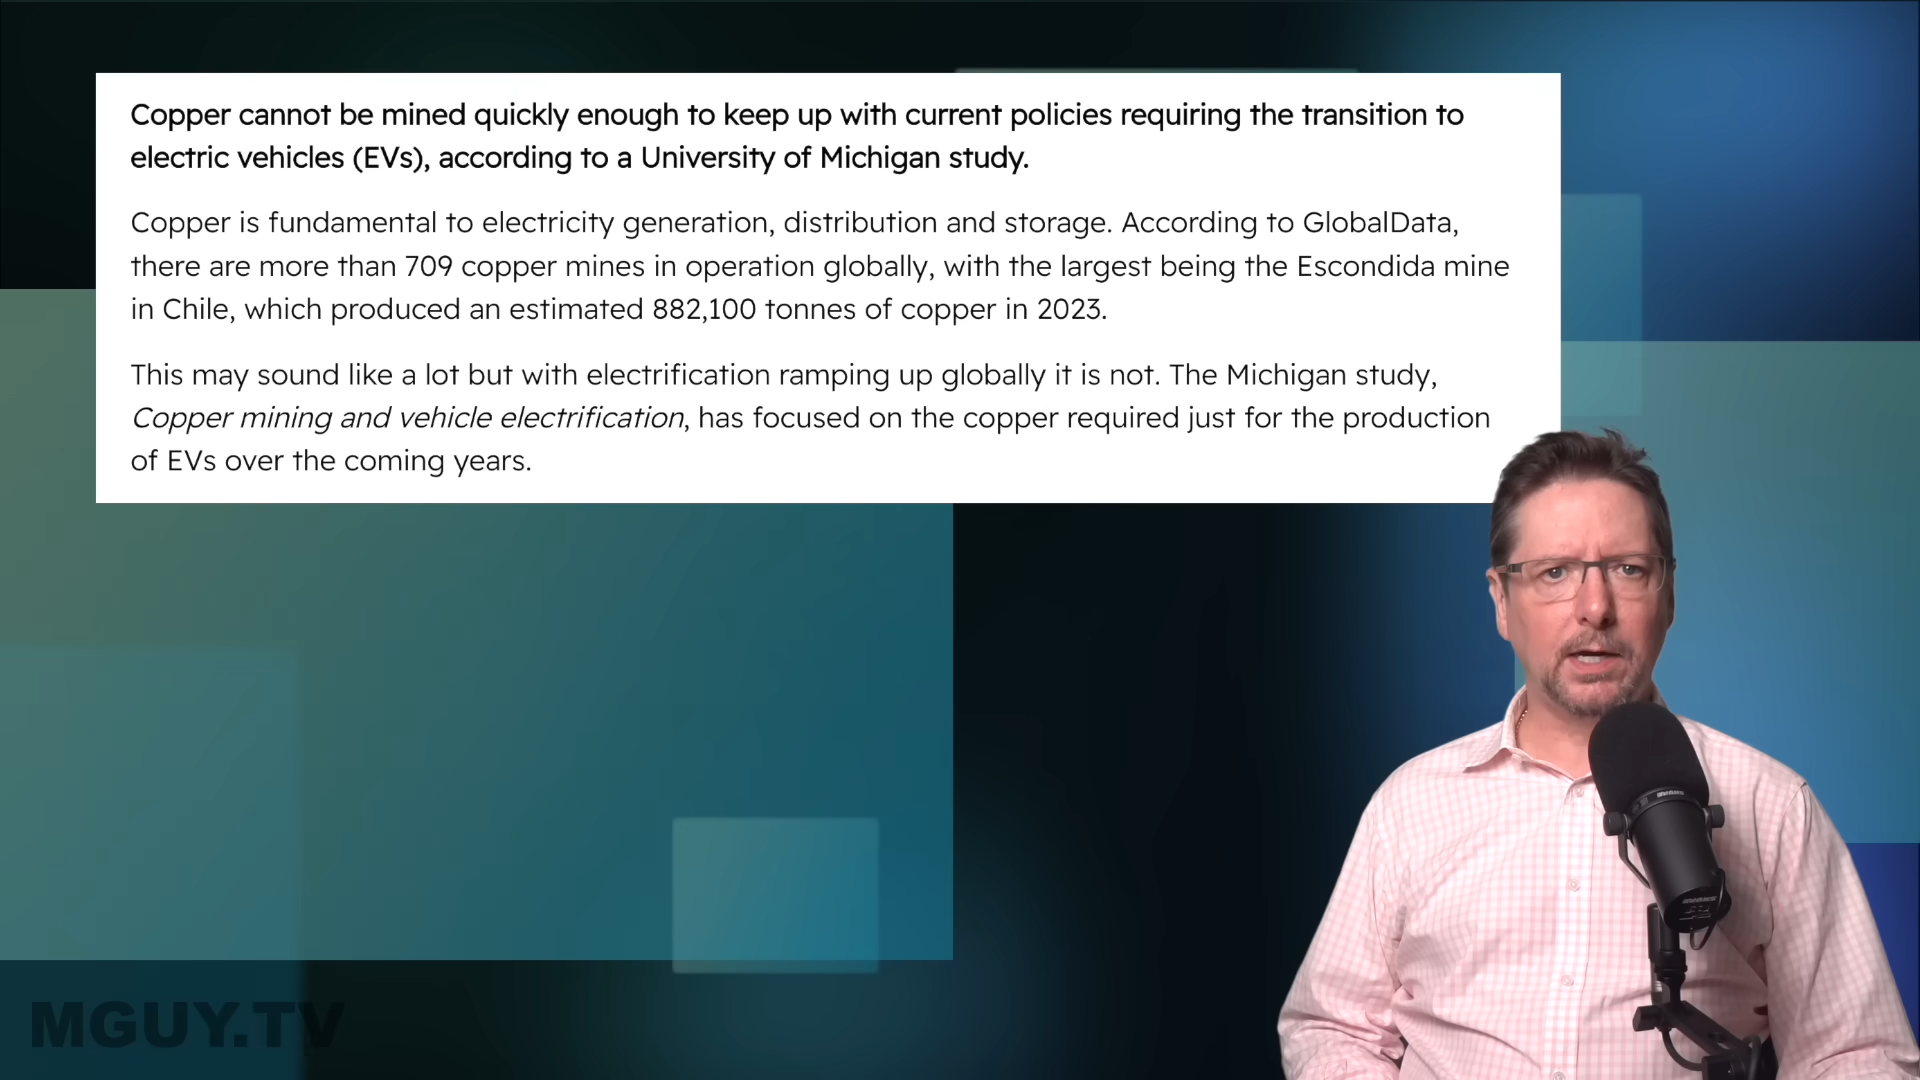 Copper cannot be mined quickly enough to keep up with current policies requiring the transition to
electric vehicles (EVs), according to a University of Michigan study.
Copper is fundamental to electricity generation, distribution and storage. According to GlobalData,
there are more than 709 copper mines in operation globally, with the largest being the Escondida mine
in Chile, which produced an estimated 882,100 tonnes of copper in 2023.
This may sound like a lot but with electrification ramping up globally it is not. The Michigan study,
Copper mining and vehicle electrification, has focused on the copper required just for the production
of EVs over the coming years.
MGUY.TV